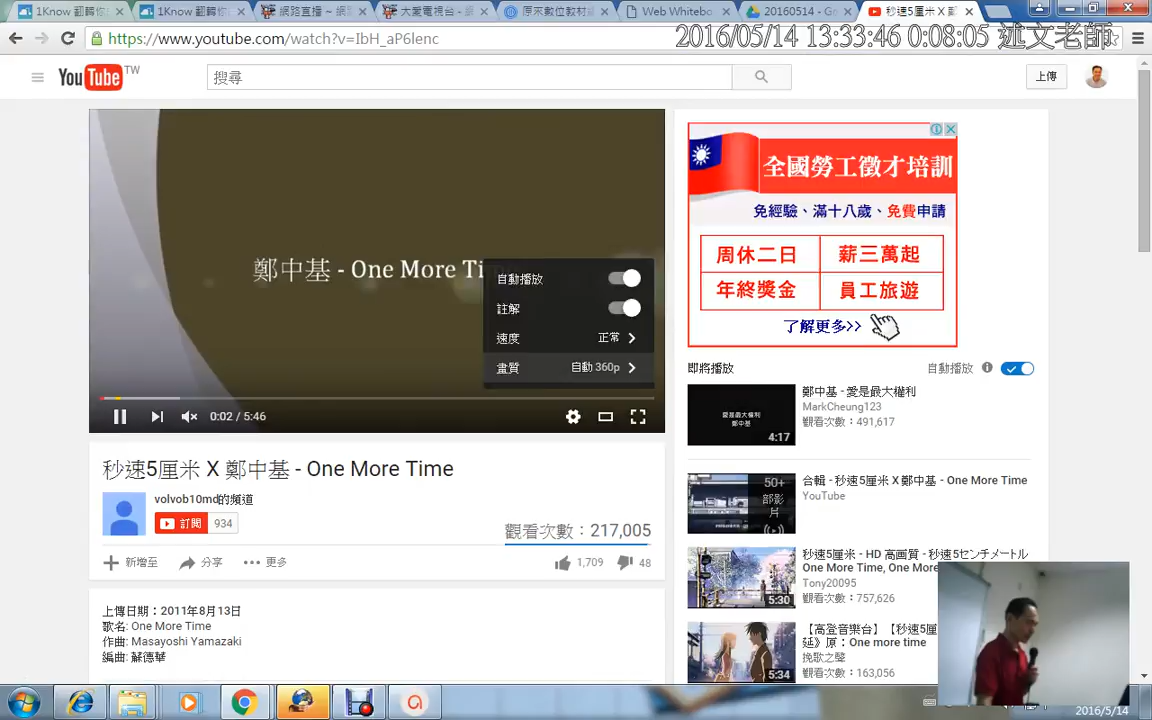 1Know 翻轉你
1Know 翻轉你
網路直播 ~ 網
大愛電視台 - 網
原來數位教材
Web Whitebo
20160514 - Go
秒速5厘米 X 鄭
https://www.youtube.com/watch?v=IbH_aP6lenc
2016/05/14 13:33:46 0:08:05 述文老師
YouTube TW
搜尋
上傳
鄭中基 - One More Ti
自動播放
註解
速度 正常
畫質 自動 360p
0:02 / 5:46
秒速5厘米 X 鄭中基 - One More Time
volvob10md的頻道
訂閱 934
觀看次數：217,005
新增至 分享 更多
1,709 48
上傳日期：2011年8月13日
歌名: One More Time
作曲: Masayoshi Yamazaki
編曲: 蘇德華
全國勞工徵才培訓
免經驗、滿十八歲、免費申請
周休二日 薪三萬起
年終獎金 員工旅遊
了解更多>>
即將播放 自動播放
愛是最大權利
鄭中基
4:17
鄭中基 - 愛是最大權利
MarkCheung123
觀看次數：491,617
50+
部影
片
合輯 - 秒速5厘米 X 鄭中基 - One More Time
YouTube
5:30
秒速5厘米 - HD 高画質 - 秒速5センチメートル
One More Time, One More
Tony20095
觀看次數：757,626
5:34
【高登音樂台】【秒速5厘
延》原：One more time
挽歌之聲
觀看次數：163,056
2016/5/14